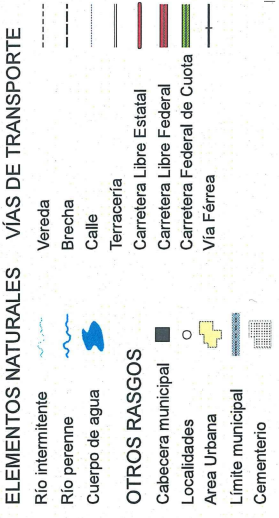 ELEMENTOS NATURALES
Río intermitente
Río perenne
Cuerpo de agua
OTROS RASGOS
Cabecera municipal
Localidades
Area Urbana
Límite municipal
Cementerio
VÍAS DE TRANSPORTE
Vereda
Brecha
Calle
Terracería
Carretera Libre Estatal
Carretera Libre Federal
Carretera Federal de Cuota
Vía Férrea